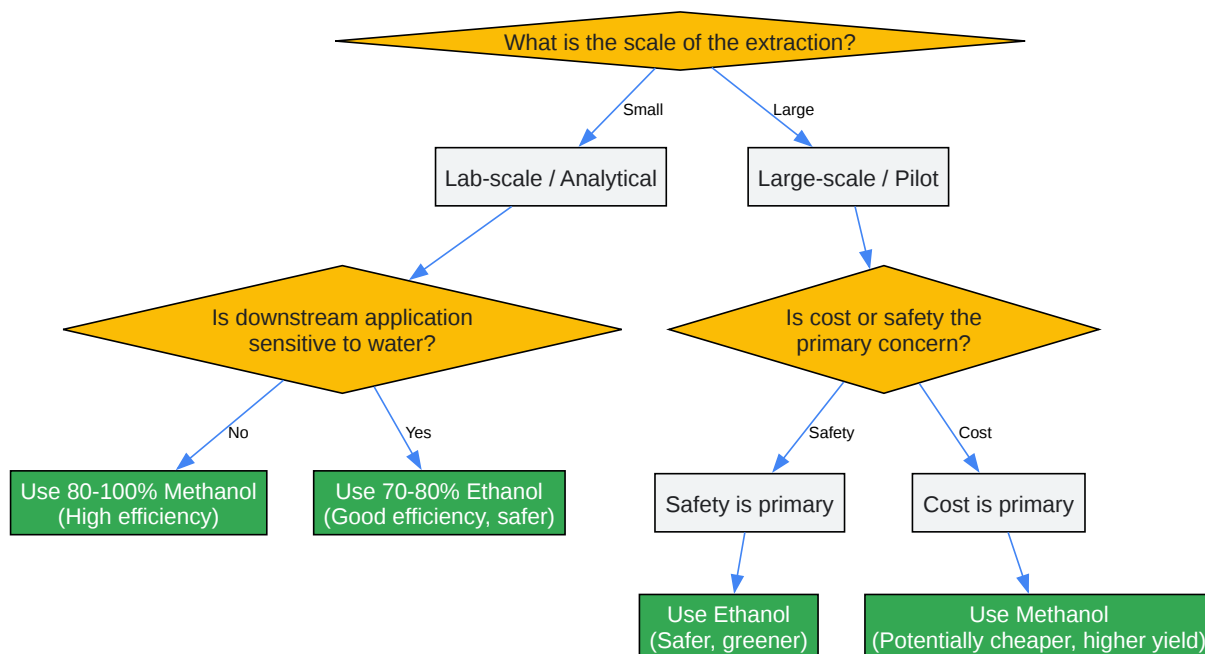 What is the scale of the extraction?
Small
Large
Lab-scale / Analytical
Large-scale / Pilot
Is downstream application
sensitive to water?
Is cost or safety the
primary concern?
No
Yes
Safety
Cost
Use 80-100% Methanol
(High efficiency)
Use 70-80% Ethanol
(Good efficiency, safer)
Safety is primary
Cost is primary
Use Ethanol
(Safer, greener)
Use Methanol
(Potentially cheaper, higher yield)